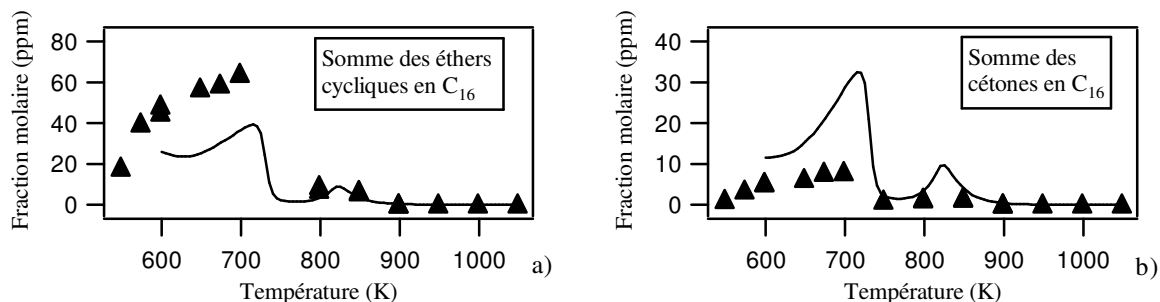 Fraction molaire (ppm)
80
60
40
20
0
Somme des éthers
cycliques en C16
600 700 800 900 1000
Température (K)
a)
Fraction molaire (ppm)
40
30
20
10
0
Somme des
cétones en C16
600 700 800 900 1000
Température (K)
b)